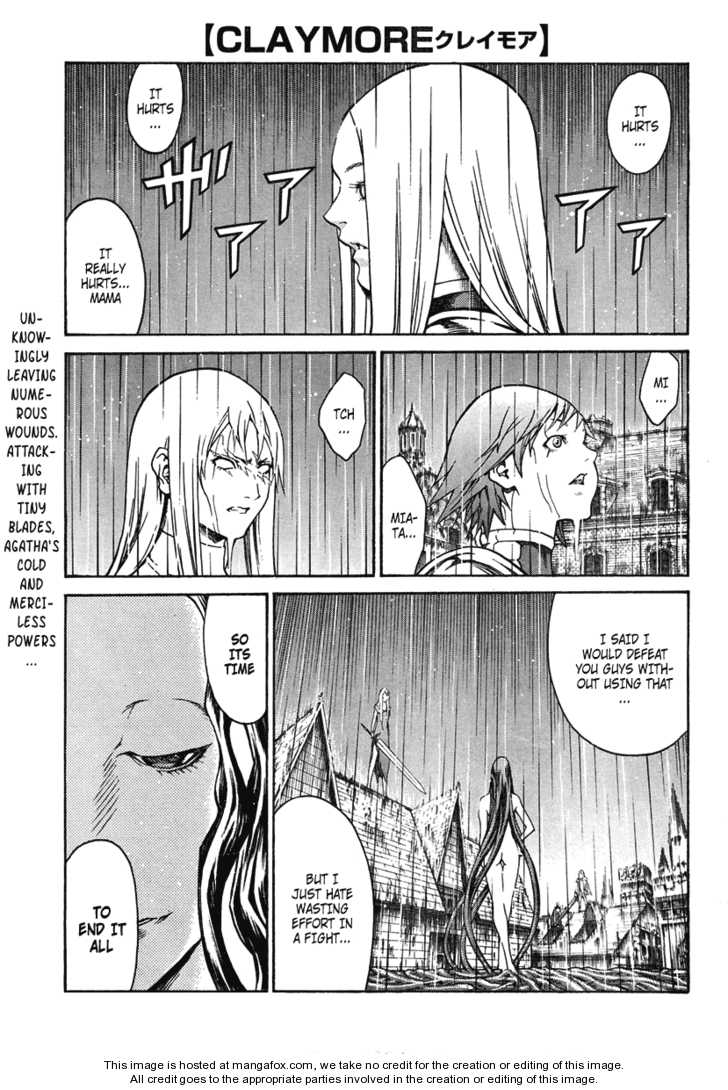 【CLAYMOREクレイモア】
IT
HURTS
...
ザァ
ア
ア
ア
ア
IT
HURTS
...
IT
REALLY
HURTS...
MAMA
UN-
KNOW-
INGLY
LEAVING
NUME-
ROUS
WOUNDS.
ATTACK-
ING
WITH
TINY
BLADES,
AGATHA'S
COLD
AND
MERCI-
LESS
POWERS
...
MI
...
MIA-
TA...
TCH
...
I SAID I
WOULD DEFEAT
YOU GUYS WITH-
OUT USING THAT
...
BUT I
JUST HATE
WASTING
EFFORT IN
A FIGHT...
SO
ITS
TIME
TO
END IT
ALL
This image is hosted at mangafox.com, we take no credit for the creation or editing of this image.
All credit goes to the appropriate parties involved in the creation or editing of this image.